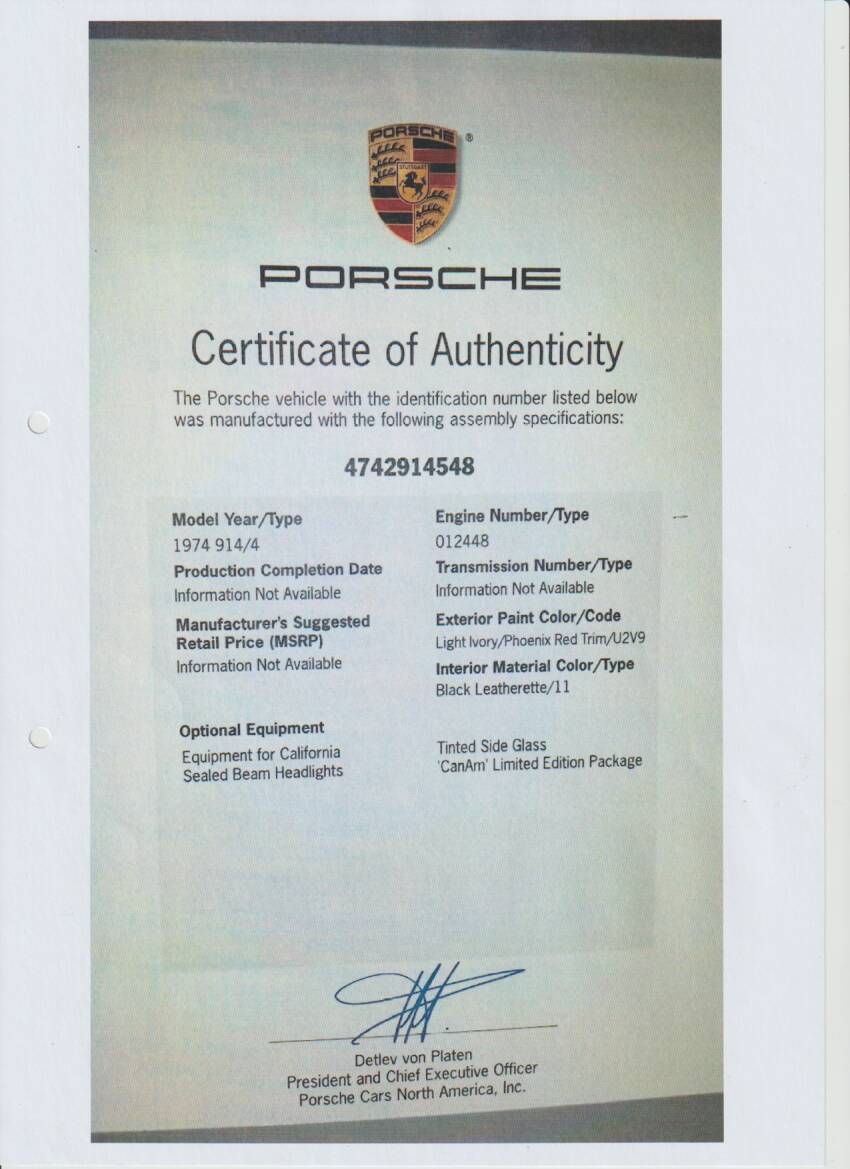 PORSCHE
®
STUTTGART
PORSCHE
Certificate of Authenticity
The Porsche vehicle with the identification number listed below
was manufactured with the following assembly specifications:
4742914548
Model Year/Type
1974 914/4
Production Completion Date
Information Not Available
Manufacturer's Suggested
Retail Price (MSRP)
Information Not Available
Engine Number/Type
012448
Transmission Number/Type
Information Not Available
Exterior Paint Color/Code
Light Ivory/Phoenix Red Trim/U2V9
Interior Material Color/Type
Black Leatherette/11
Optional Equipment
Equipment for California
Sealed Beam Headlights
Tinted Side Glass
'CanAm' Limited Edition Package
Detlev von Platen
President and Chief Executive Officer
Porsche Cars North America, Inc.